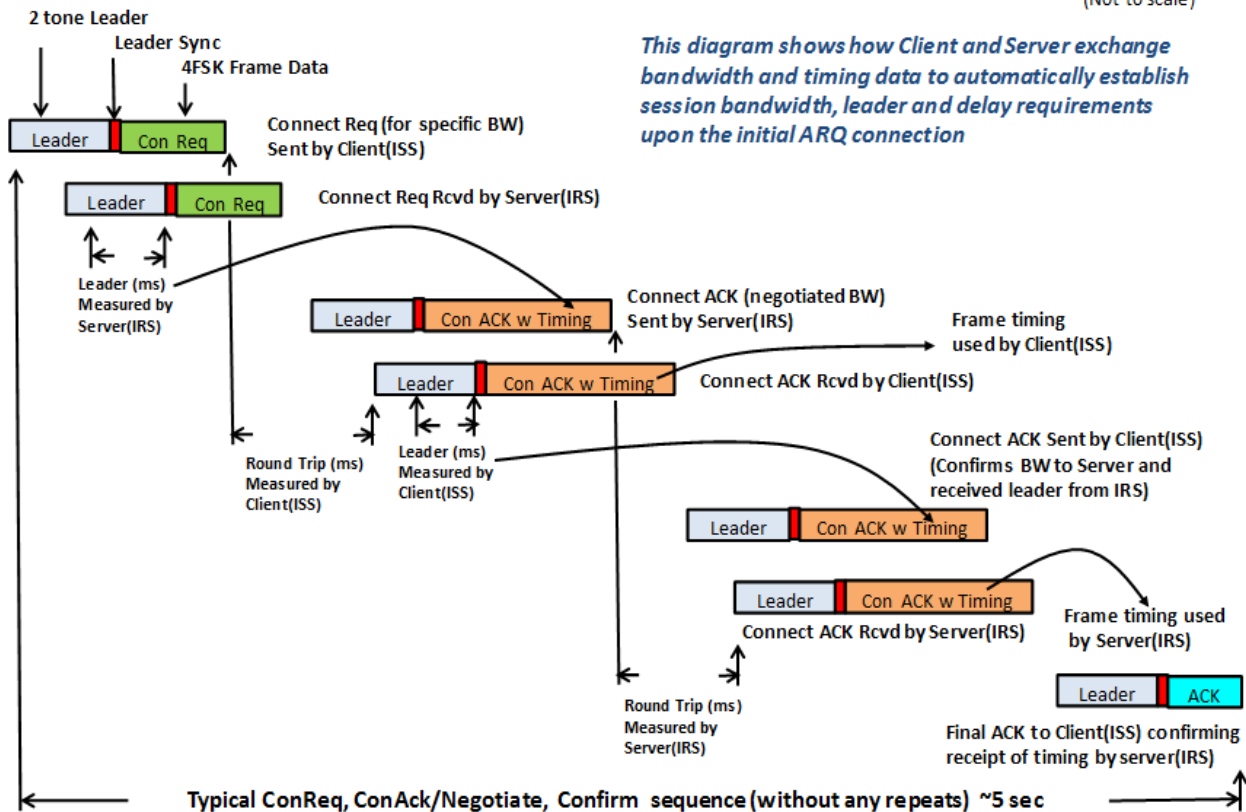 (Not to scale)
2 tone Leader
Leader Sync
4FSK Frame Data
This diagram shows how Client and Server exchange
bandwidth and timing data to automatically establish
session bandwidth, leader and delay requirements
upon the initial ARQ connection
Leader
Con Req
Connect Req (for specific BW)
Sent by Client(ISS)
Leader
Con Req
Connect Req Rcvd by Server(IRS)
Leader (ms)
Measured by
Server(IRS)
Leader
Con ACK w Timing
Connect ACK (negotiated BW)
Sent by Server(IRS)
Frame timing
used by Client(ISS)
Leader
Con ACK w Timing
Connect ACK Rcvd by Client(ISS)
Round Trip (ms)
Measured by
Client(ISS)
Leader (ms)
Measured by
Client(ISS)
Connect ACK Sent by Client(ISS)
(Confirms BW to Server and
received leader from IRS)
Leader
Con ACK w Timing
Leader
Con ACK w Timing
Connect ACK Rcvd by Server(IRS)
Frame timing used
by Server(IRS)
Round Trip (ms)
Measured by
Server(IRS)
Leader
ACK
Final ACK to Client(ISS) confirming
receipt of timing by server(IRS)
Typical ConReq, ConAck/Negotiate, Confirm sequence (without any repeats) ~5 sec